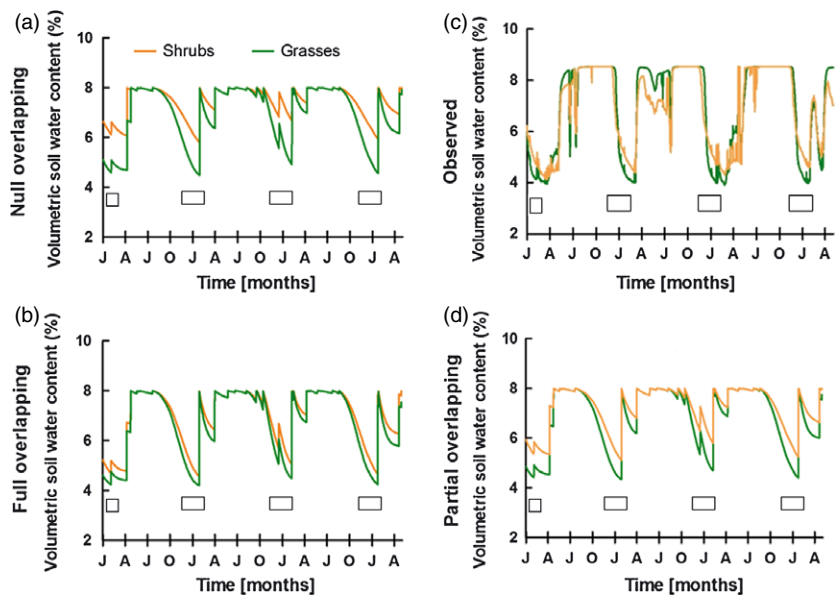 (a)
Shrubs
Grasses
Null overlapping
Volumetric soil water content (%)
10
8
6
4
2
J A J O J A J O J A J O J A
Time [months]
(c)
Observed
Volumetric soil water content (%)
10
8
6
4
2
J A J O J A J O J A J O J A
Time [months]
(b)
Full overlapping
Volumetric soil water content (%)
10
8
6
4
2
J A J O J A J O J A J O J A
Time [months]
(d)
Partial overlapping
Volumetric soil water content (%)
10
8
6
4
2
J A J O J A J O J A J O J A
Time [months]